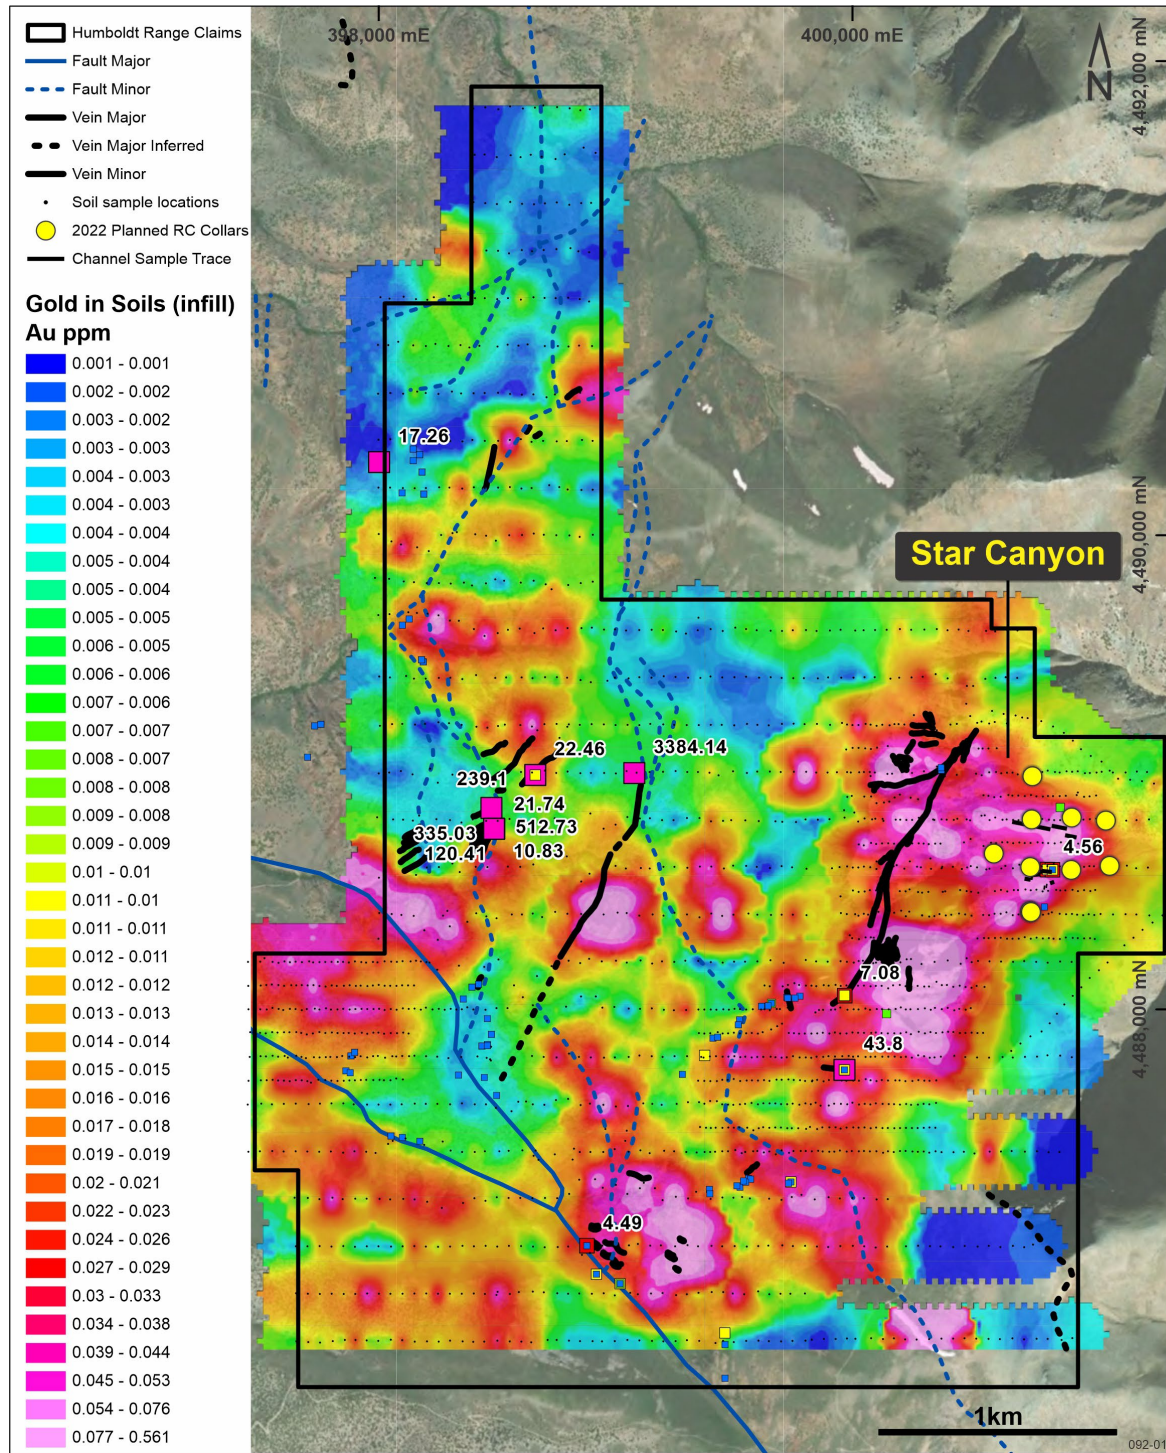 Humboldt Range Claims
Fault Major
Fault Minor
Vein Major
Vein Major Inferred
Vein Minor
Soil sample locations
2022 Planned RC Collars
Channel Sample Trace
Gold in Soils (infill)
Au ppm
0.001 - 0.001
0.002 - 0.002
0.003 - 0.002
0.003 - 0.003
0.004 - 0.003
0.004 - 0.003
0.004 - 0.004
0.005 - 0.004
0.005 - 0.004
0.005 - 0.005
0.006 - 0.005
0.006 - 0.006
0.007 - 0.006
0.007 - 0.007
0.008 - 0.007
0.008 - 0.008
0.009 - 0.008
0.009 - 0.009
0.01 - 0.01
0.011 - 0.01
0.011 - 0.011
0.012 - 0.011
0.012 - 0.012
0.013 - 0.013
0.014 - 0.014
0.015 - 0.015
0.016 - 0.016
0.017 - 0.018
0.019 - 0.019
0.02 - 0.021
0.022 - 0.023
0.024 - 0.026
0.027 - 0.029
0.03 - 0.033
0.034 - 0.038
0.039 - 0.044
0.045 - 0.053
0.054 - 0.076
0.077 - 0.561
398,000 mE
400,000 mE
N
4,492,000 mN
17.26
4,490,000 mN
Star Canyon
22.46
3384.14
239.1
21.74
335.03
512.73
120.41
10.83
4.56
7.08
4,488,000 mN
43.8
4.49
1km
092-01